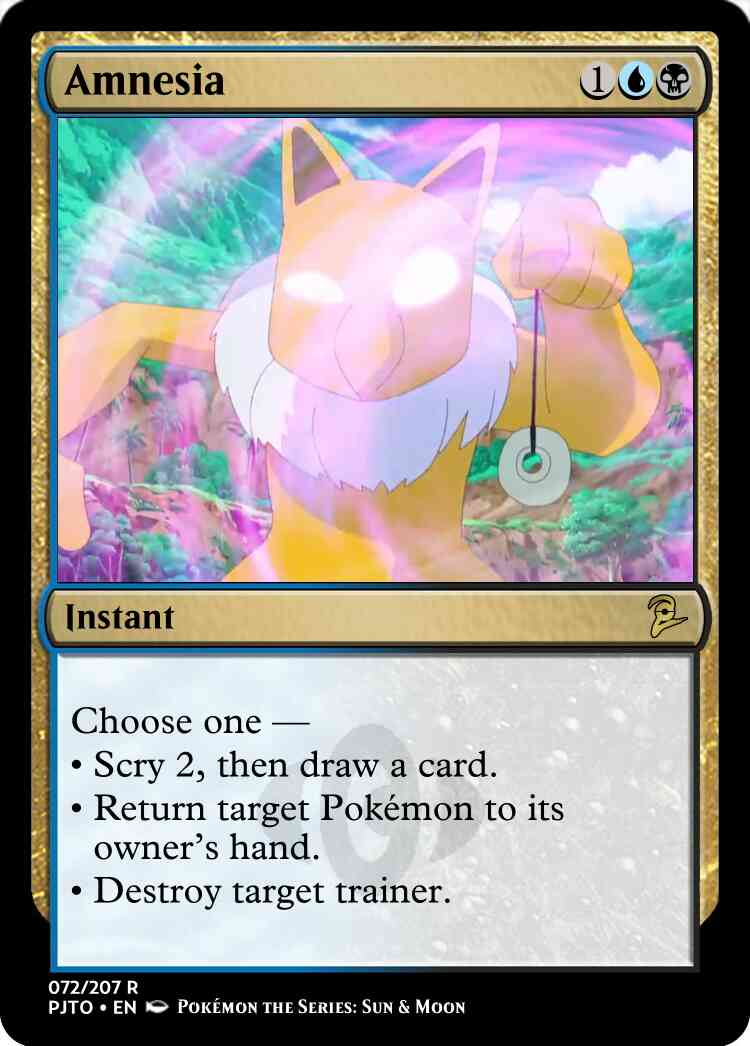 Amnesia 1
Instant
Choose one —
• Scry 2, then draw a card.
• Return target Pokémon to its
owner's hand.
• Destroy target trainer.
072/207 R
PJTO • EN Pokémon the Series: Sun & Moon